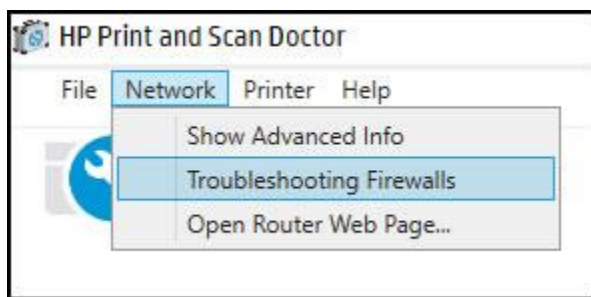 HP Print and Scan Doctor
File Network Printer Help
Show Advanced Info
Troubleshooting Firewalls
Open Router Web Page...